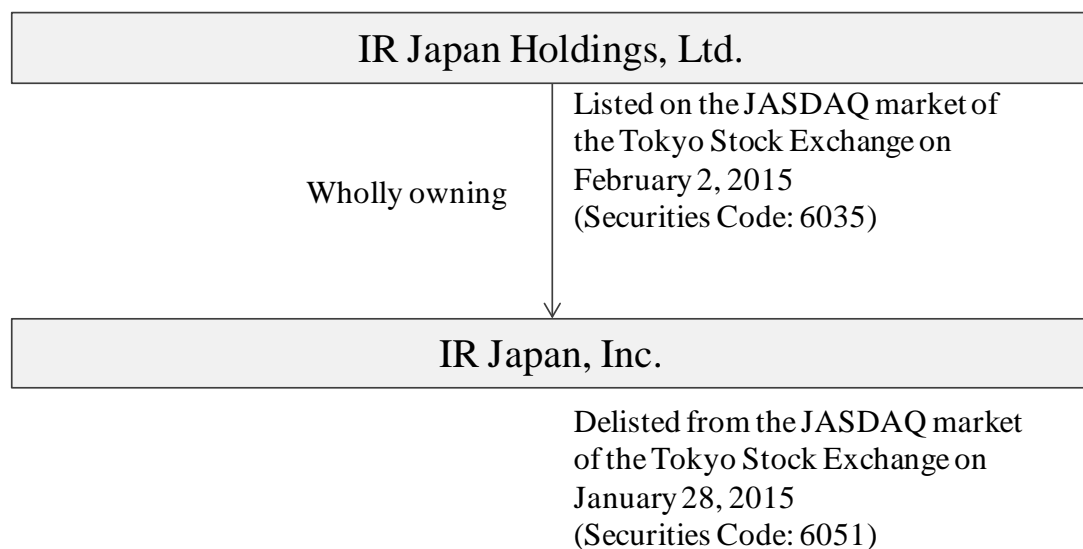 IR Japan Holdings, Ltd.
Listed on the JASDAQ market of
the Tokyo Stock Exchange on
February 2, 2015
(Securities Code: 6035)
Wholly owning
IR Japan, Inc.
Delisted from the JASDAQ market
of the Tokyo Stock Exchange on
January 28, 2015
(Securities Code: 6051)